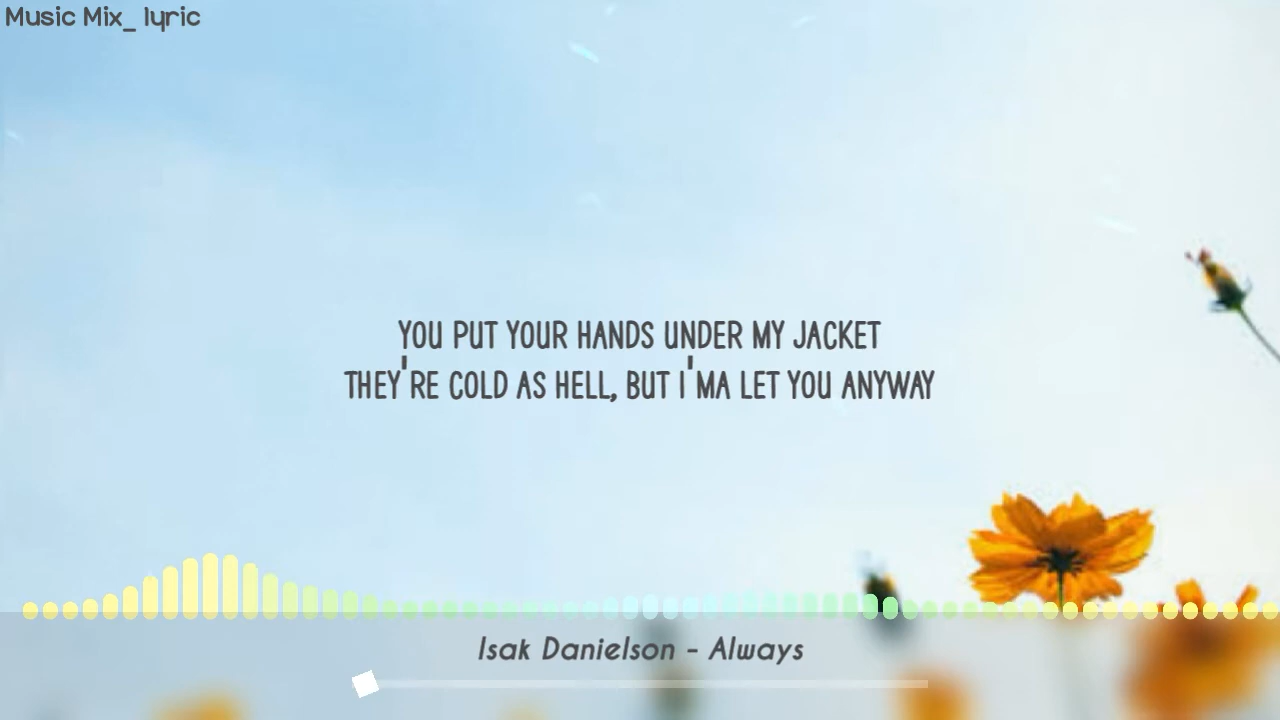 Music Mix_ lyric
YOU PUT YOUR HANDS UNDER MY JACKET
THEY'RE COLD AS HELL, BUT I'MA LET YOU ANYWAY
Isak Danielson - Always